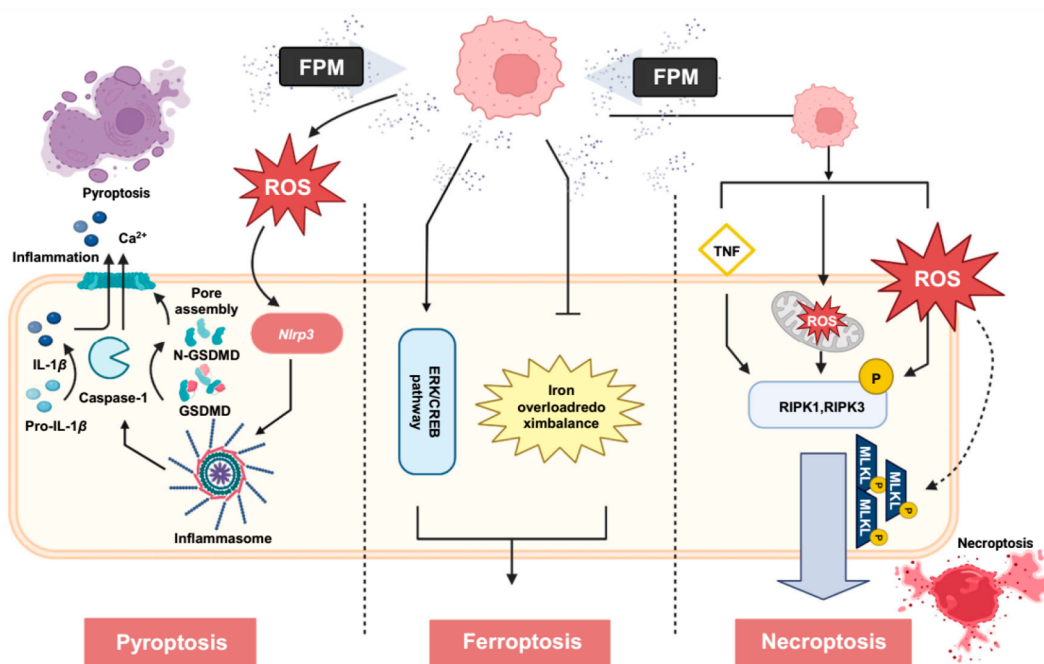 FPM
FPM
Pyroptosis
ROS
Inflammation
Ca²⁺
Pore
assembly
N-GSDMD
GSDMD
IL-1β
Caspase-1
Pro-IL-1β
Nlrp3
Inflammasome
ERK/CREB
pathway
Iron
overloadredo
ximbalance
TNF
ROS
ROS
P
RIPK1,RIPK3
MLKL
P
MLKL
P
MLKL
P
Necroptosis
Pyroptosis
Ferroptosis
Necroptosis